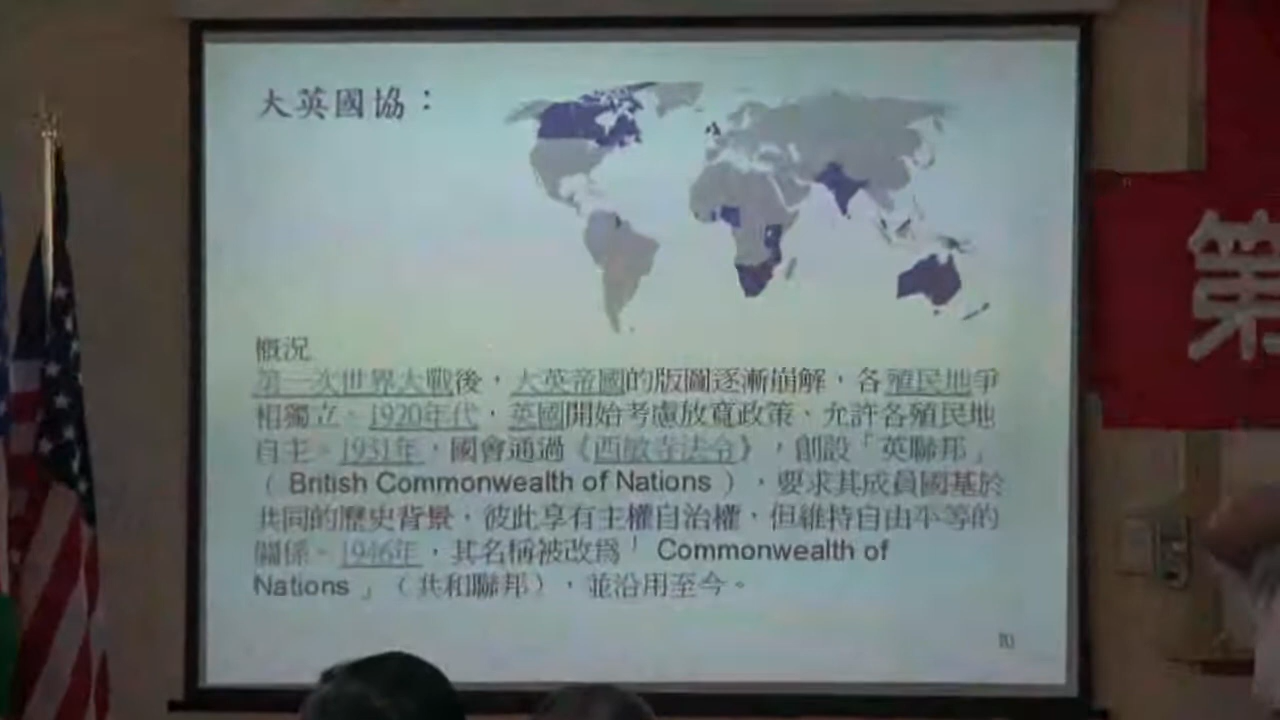 大英國協：
概況
第一次世界大戰後，大英帝國的版圖逐漸崩解，各殖民地爭
相獨立。1920年代，英國開始考慮放寬政策、允許各殖民地
自主。1931年，國會通過《西敏寺法令》，創設「英聯邦」
（ British Commonwealth of Nations ），要求其成員國基於
共同的歷史背景，彼此享有主權自治權，但維持自由平等的
關係。1946年，其名稱被改為「 Commonwealth of
Nations 」（共和聯邦），並沿用至今。
10
第